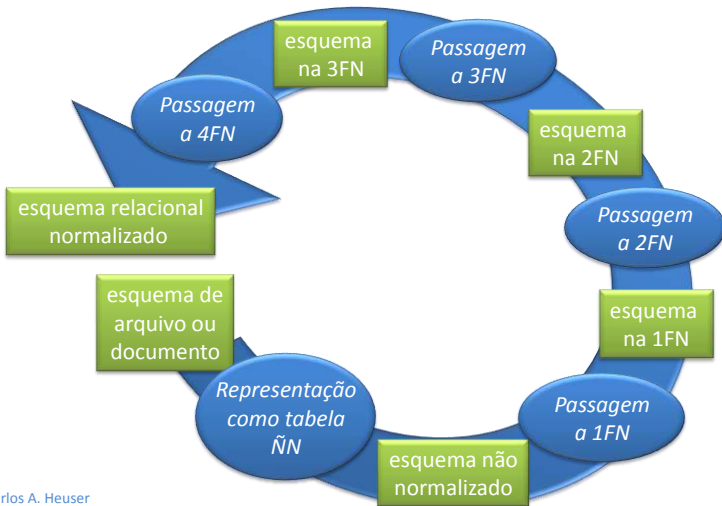 esquema
na 3FN
Passagem
a 3FN
Passagem
a 4FN
esquema
na 2FN
esquema relacional
normalizado
Passagem
a 2FN
esquema de
arquivo ou
documento
esquema
na 1FN
Representação
como tabela
ÑN
Passagem
a 1FN
esquema não
normalizado
rlos A. Heuser